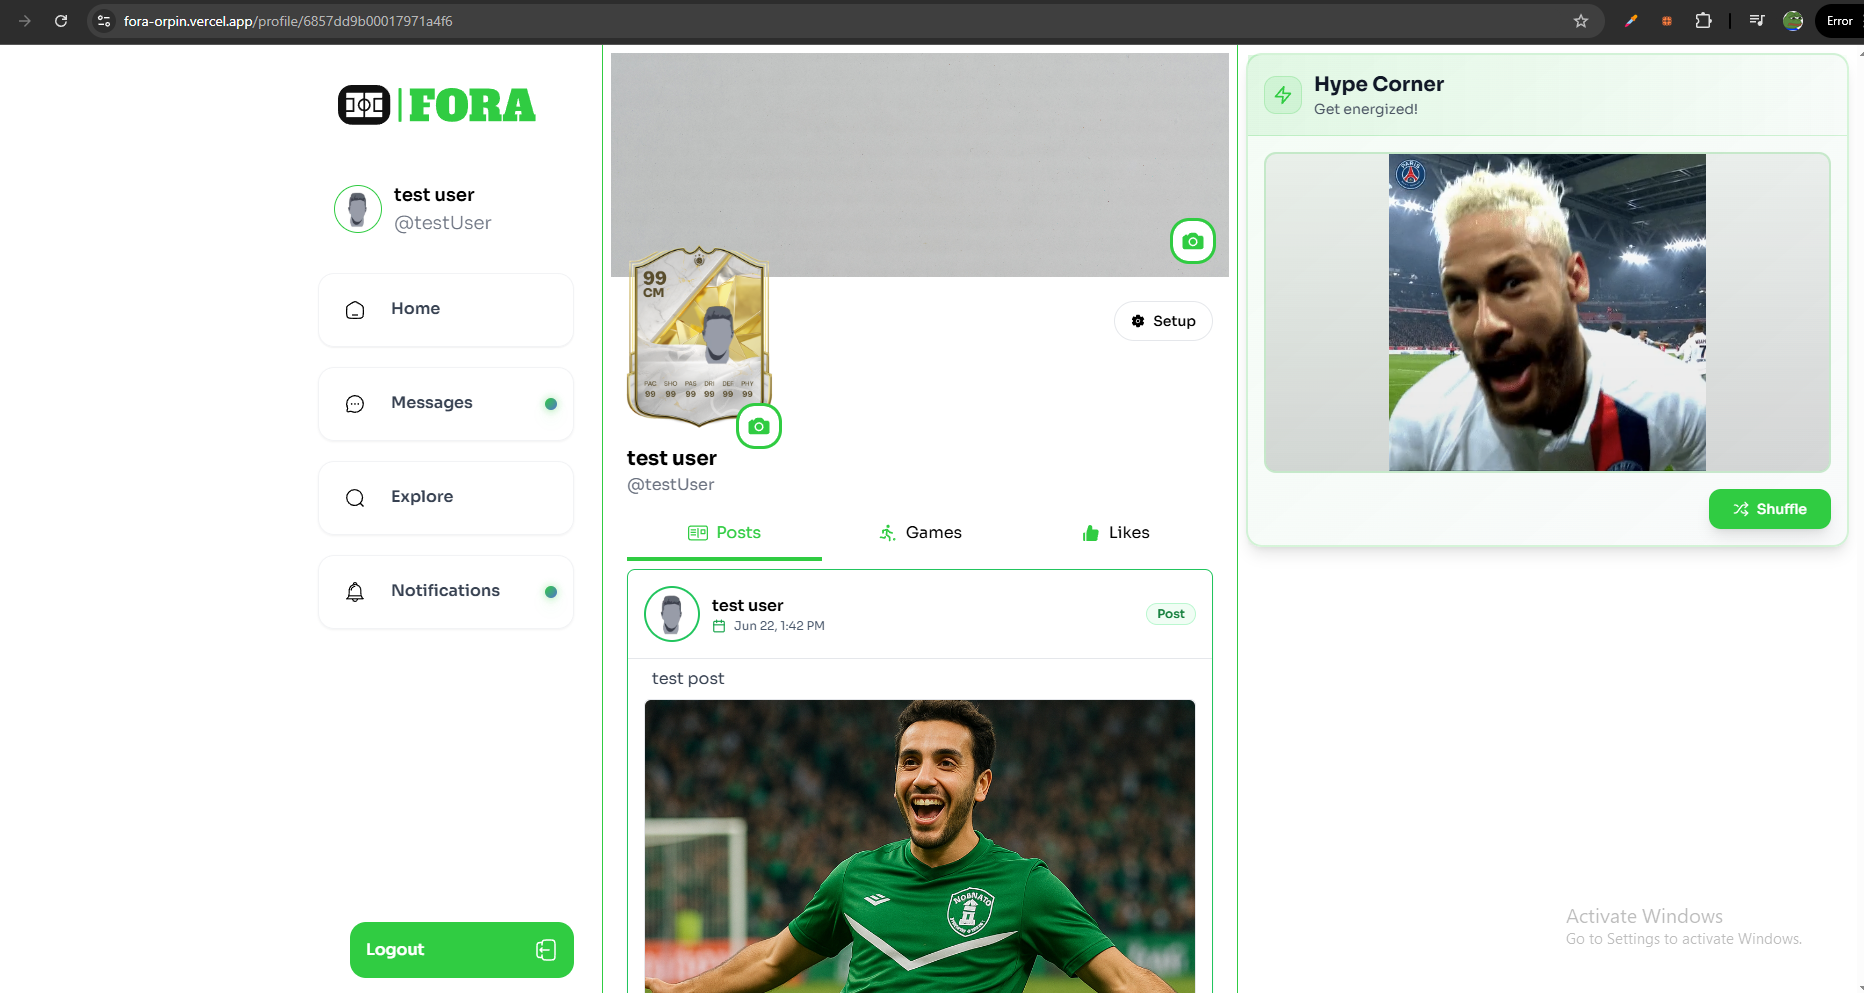 fora-orpin.vercel.app/profile/6857dd9b00017971a4f6
Error
FORA
test user
@testUser
Home
Messages
Explore
Notifications
Logout
99
CM
PAC SHO PAS DRI DEF PHY
99 99 99 99 99 99
Setup
test user
@testUser
Posts
Games
Likes
test user
Jun 22, 1:42 PM
Post
test post
NOBNATO
Hype Corner
Get energized!
PARIS
7
Shuffle
Activate Windows
Go to Settings to activate Windows.